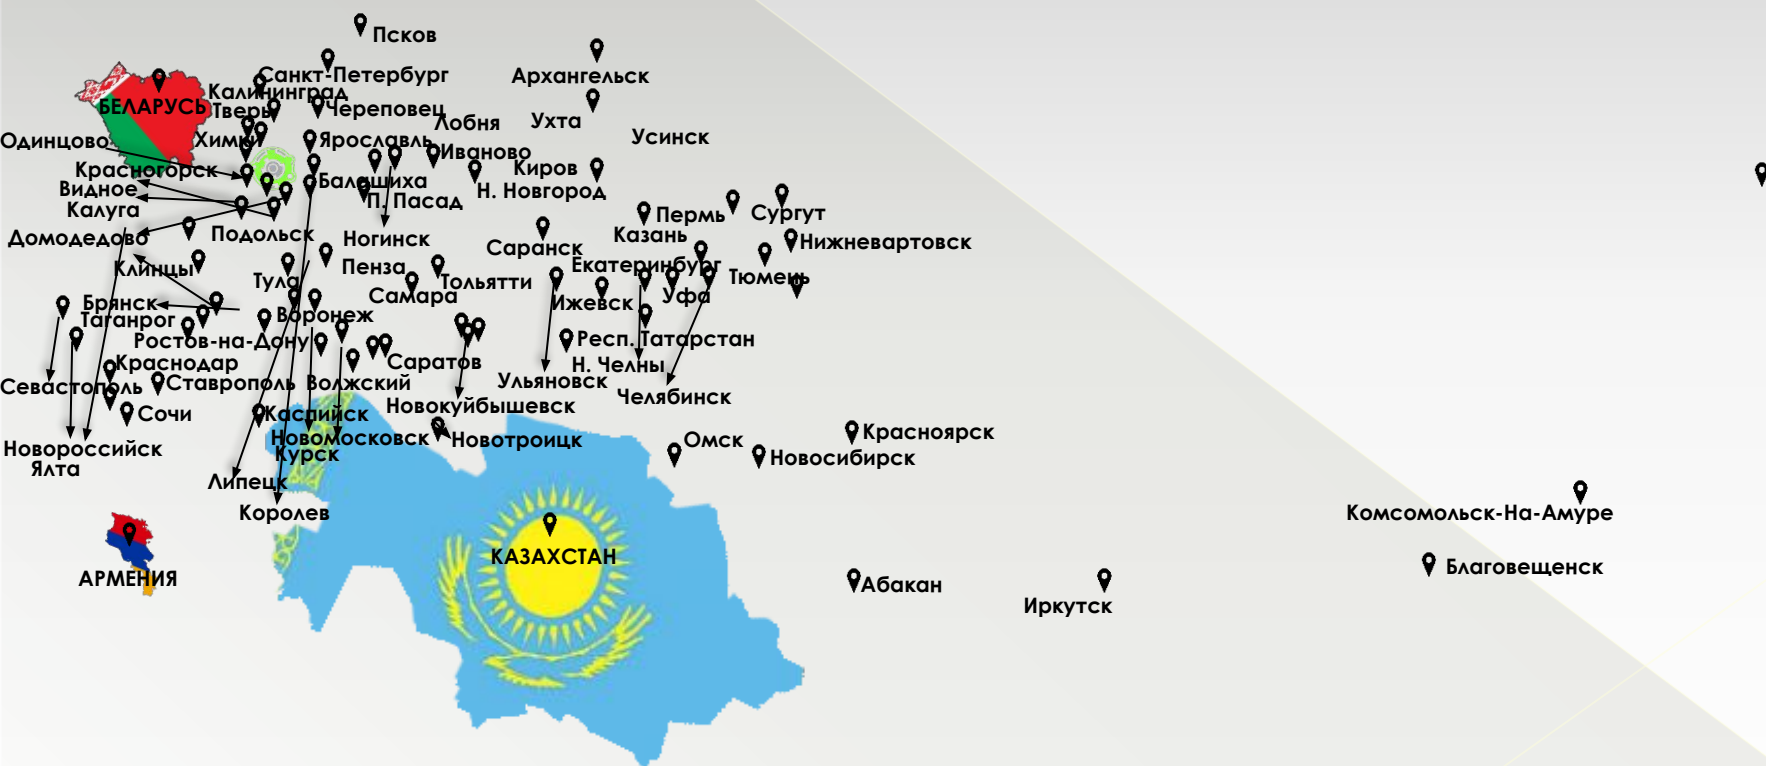 Псков
Санкт-Петербург
Архангельск
Калининград
БЕЛАРУСЬ
Тверь
Череповец
Лобня
Ухта
Усинск
Одинцово
Химки
Ярославль
Иваново
Красногорск
Балашиха
Киров
Видное
П. Пасад
Н. Новгород
Калуга
Пермь
Сургут
Домодедово
Подольск
Ногинск
Саранск
Казань
Нижневартовск
Клинцы
Тула
Пенза
Тольятти
Екатеринбург
Тюмень
Брянск
Самара
Ижевск
Уфа
Таганрог
Воронеж
Ростов-на-Дону
Респ. Татарстан
Краснодар
Саратов
Н. Челны
Севастополь
Ставрополь
Волжский
Ульяновск
Челябинск
Сочи
Каспийск
Новокуйбышевск
Новороссийск
Новомосковск
Новотроицк
Омск
Красноярск
Ялта
Курск
Новосибирск
Липецк
Королев
Комсомольск-На-Амуре
КАЗАХСТАН
АРМЕНИЯ
Абакан
Иркутск
Благовещенск